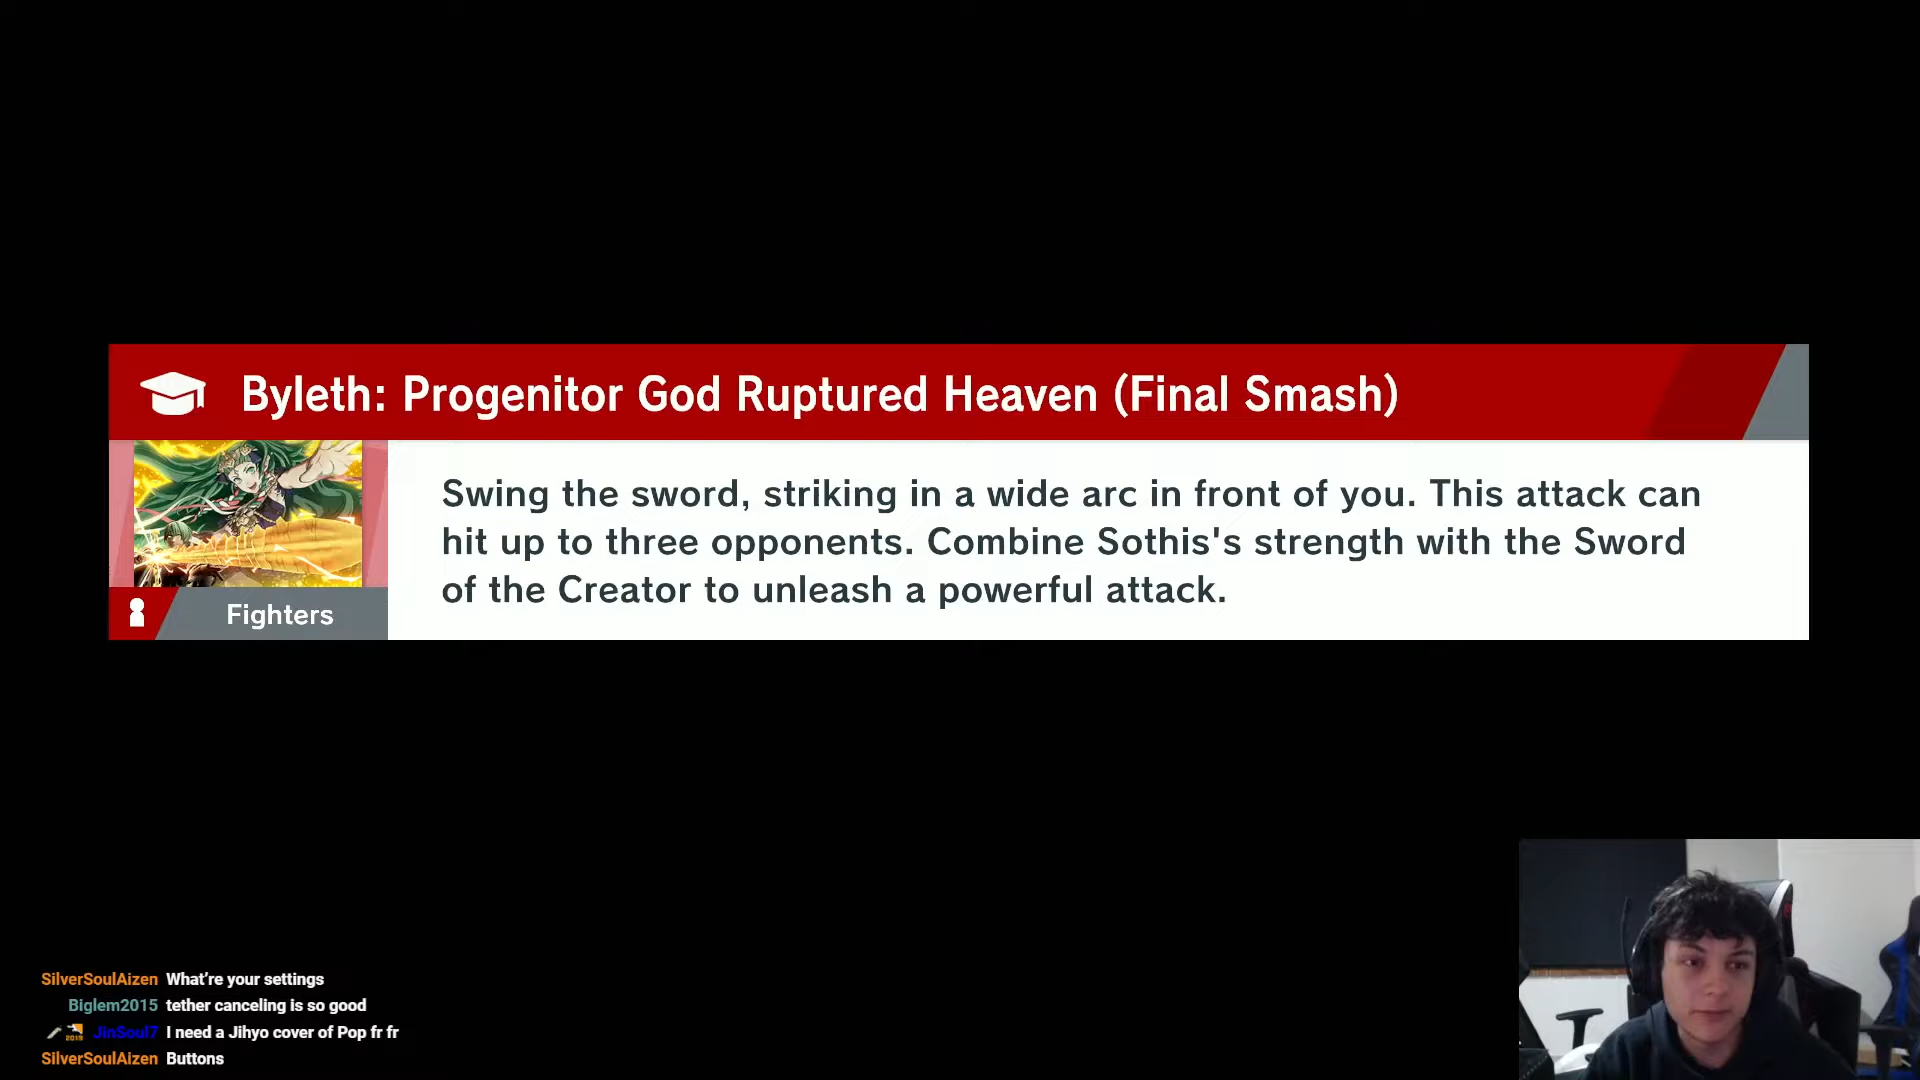 Byleth: Progenitor God Ruptured Heaven (Final Smash)
Swing the sword, striking in a wide arc in front of you. This attack can
hit up to three opponents. Combine Sothis's strength with the Sword
of the Creator to unleash a powerful attack.
Fighters
SilverSoulAizen What're your settings
Biglem2015 tether canceling is so good
2019 JinSoul7 I need a Jihyo cover of Pop fr fr
SilverSoulAizen Buttons